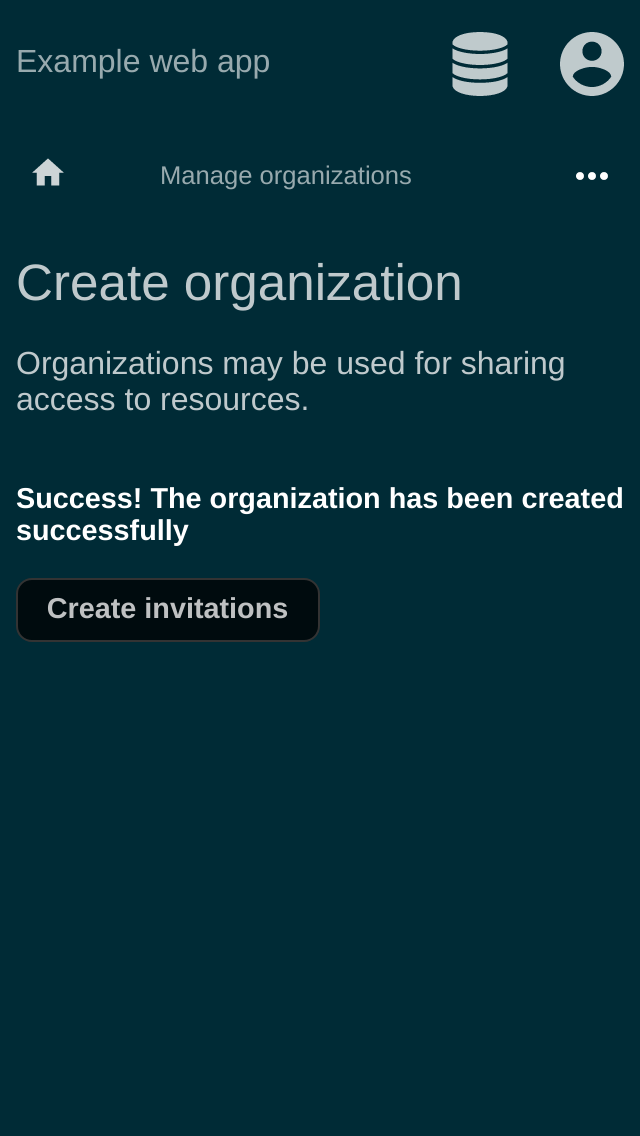 Example web app
Manage organizations
Create organization
Organizations may be used for sharing
access to resources.
Success! The organization has been created
successfully
Create invitations